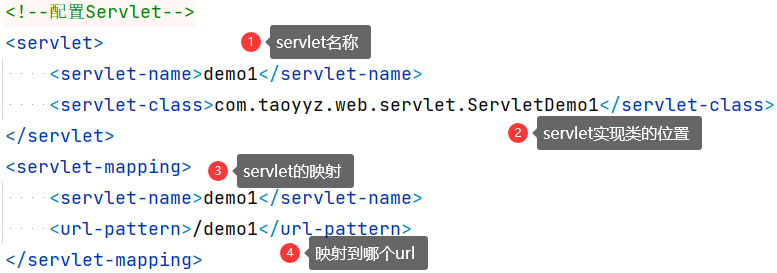 <!--配置Servlet-->
<servlet>
1 servlet名称
<servlet-name>demo1</servlet-name>
<servlet-class>com.taoyyz.web.servlet.ServletDemo1</servlet-class>
</servlet>
2 servlet实现类的位置
<servlet-mapping>
3 servlet的映射
<servlet-name>demo1</servlet-name>
<url-pattern>/demo1</url-pattern>
4 映射到哪个url
</servlet-mapping>